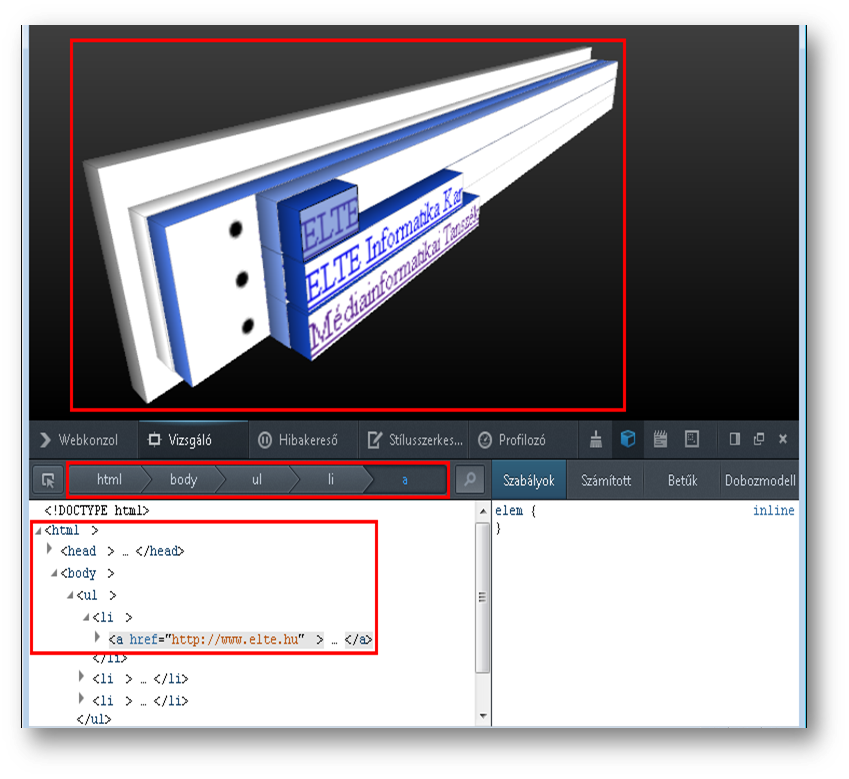 ELTE
ELTE Informatika Kar
Médiainformatikai Tanszék
Webkonzol Vizsgáló Hibakereső Stílusszerkes... Profilozó
html body ul li a Szabályok Számított Betűk Dobozmodell
<!DOCTYPE html>
<html >
<head > … </head>
<body >
<ul >
<li >
<a href="http://www.elte.hu" > … </a>
</li>
<li > … </li>
<li > … </li>
</ul>
elem { inline
}